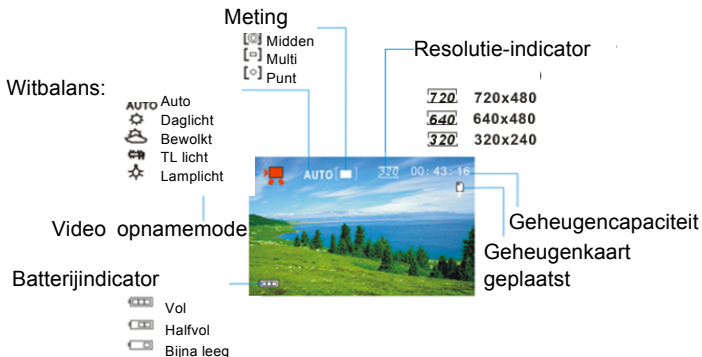 Meting
Midden
Multi
Punt
Resolutie-indicator
720 720x480
640 640x480
320 320x240
Witbalans:
AUTO Auto
Daglicht
Bewolkt
TL licht
Lamplicht
AUTO 320 00:43:16
Video opnamemode
Geheugencapaciteit
Geheugenkaart
geplaatst
Batterijindicator
Vol
Halfvol
Bijna leeg